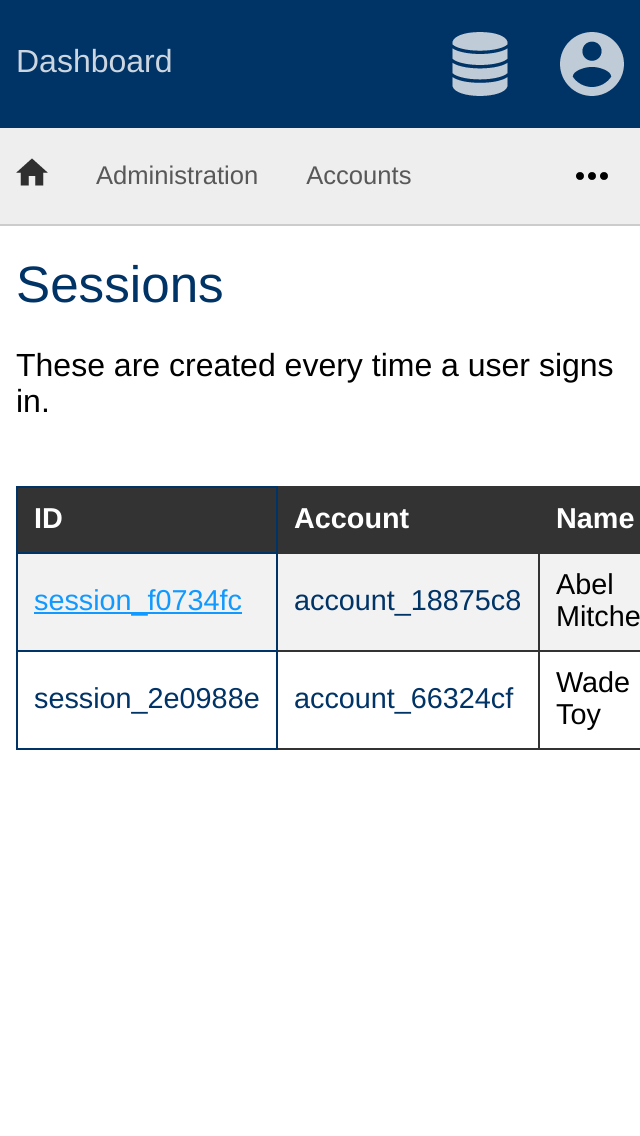 Dashboard
Administration Accounts
Sessions
These are created every time a user signs
in.
ID Account Name
session_f0734fc account_18875c8 Abel
Mitche
session_2e0988e account_66324cf Wade
Toy